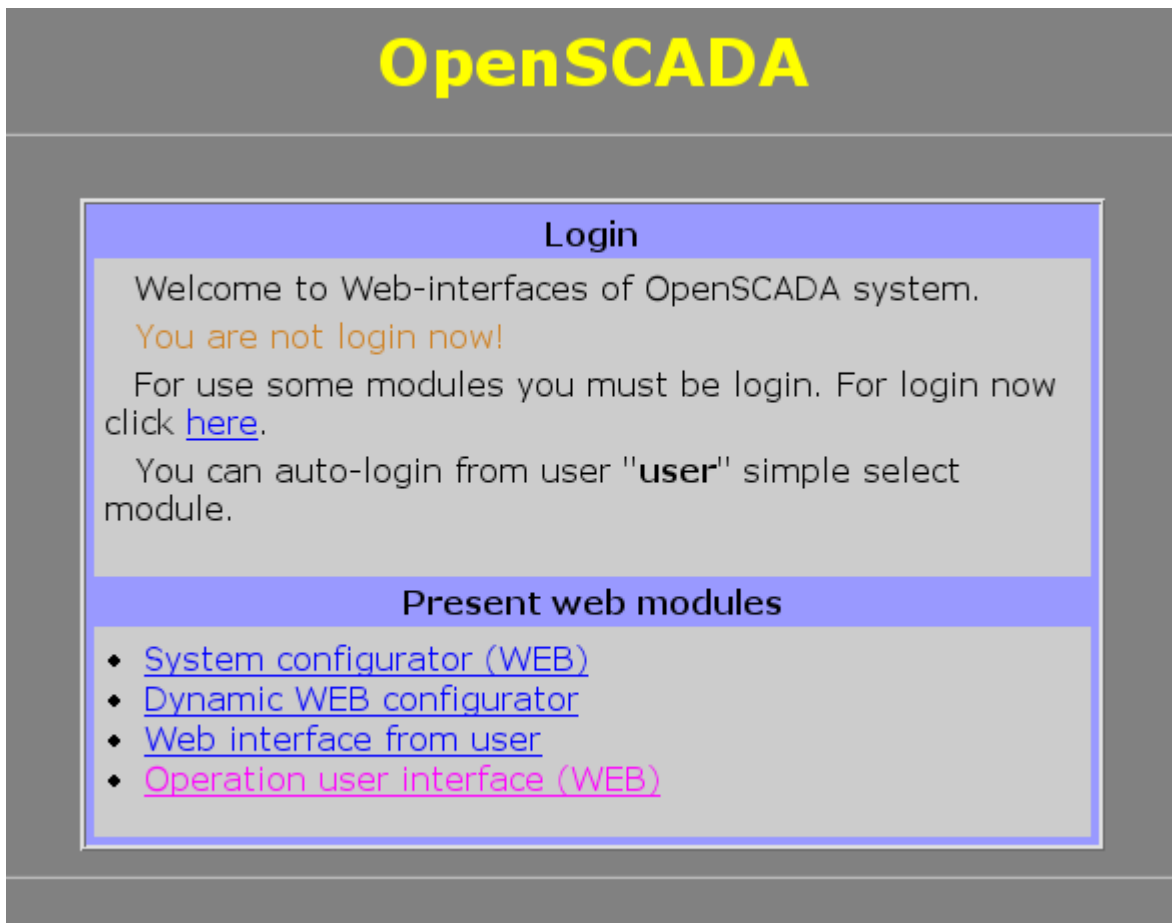 OpenSCADA
Login
Welcome to Web-interfaces of OpenSCADA system.
You are not login now!
For use some modules you must be login. For login now
click here.
You can auto-login from user "user" simple select
module.
Present web modules
System configurator (WEB)
Dynamic WEB configurator
Web interface from user
Operation user interface (WEB)